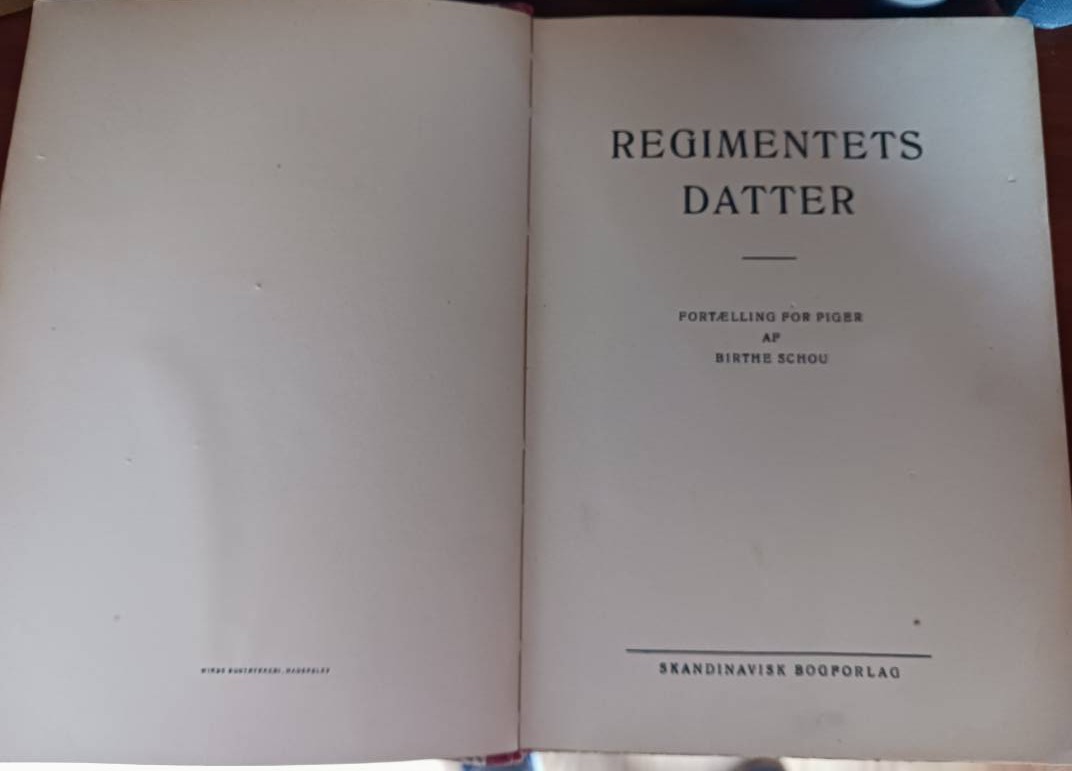 REGIMENTETS
DATTER
FORTÆLLING FOR PIGER
AF
BIRTHE SCHOU
SKANDINAVISK BOGFORLAG